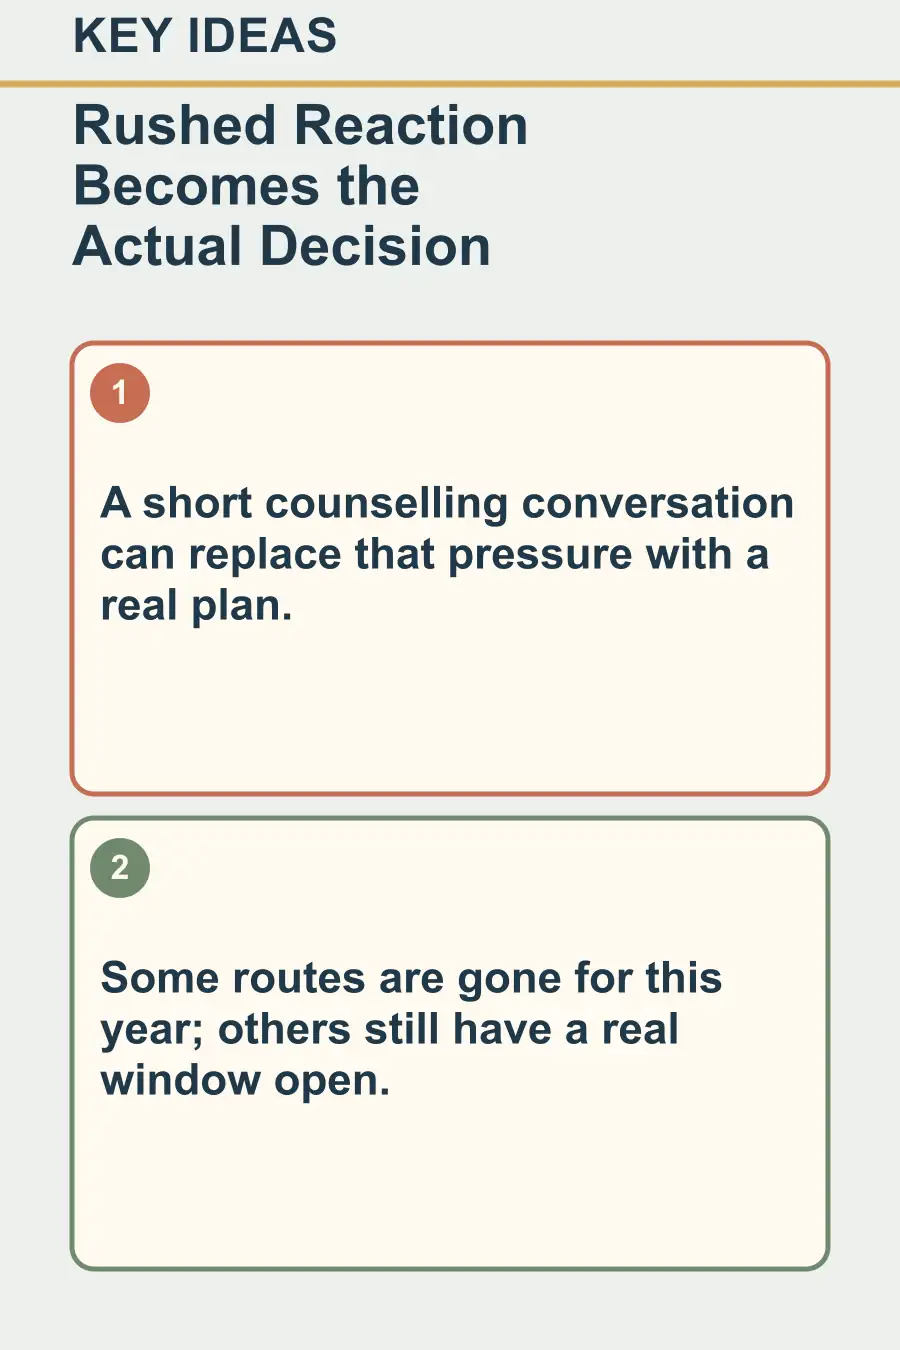 KEY IDEAS
Rushed Reaction
Becomes the
Actual Decision
1
A short counselling conversation
can replace that pressure with a
real plan.
2
Some routes are gone for this
year; others still have a real
window open.